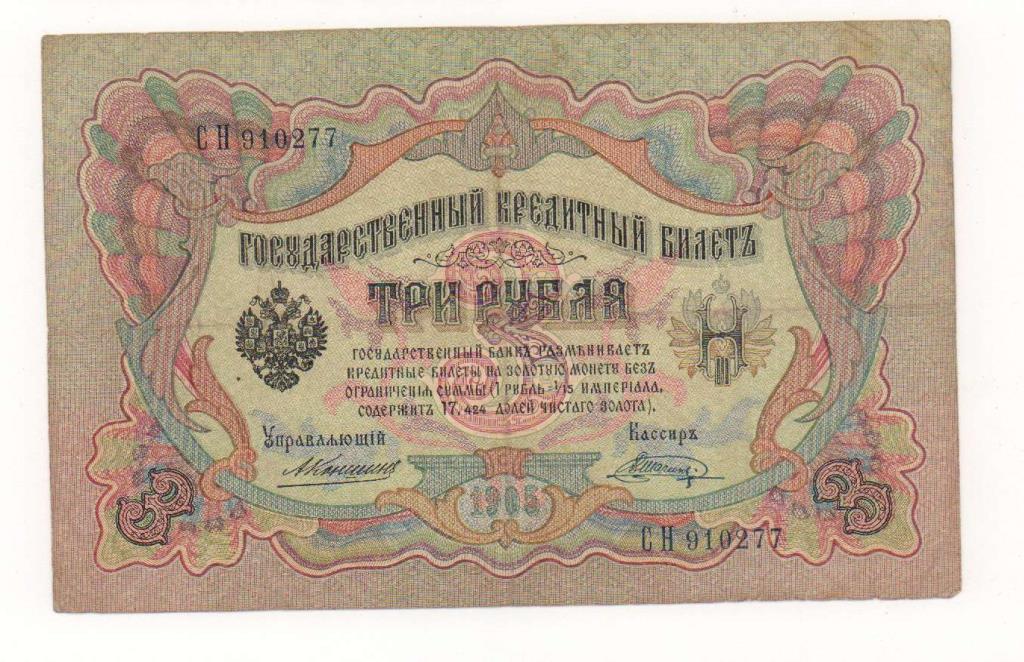 СН 910277
ГОСУДАРСТВЕННЫЙ КРЕДИТНЫЙ БИЛЕТЪ
ТРИ РУБЛЯ
ГОСУДАРСТВЕННЫЙ БАНКЪ РАЗМѢНИВАЕТЪ
КРЕДИТНЫЕ БИЛЕТЫ НА ЗОЛОТУЮ МОНЕТУ БЕЗЪ
ОГРАНИЧЕНІЯ СУММЫ (1 РУБЛЬ = 1/15 ИМПЕРІАЛА,
СОДЕРЖИТЪ 17,424 ДОЛЕЙ ЧИСТАГО ЗОЛОТА).
Управляющій Кассиръ
АКоншинъ
3 1905 3
СН 910277